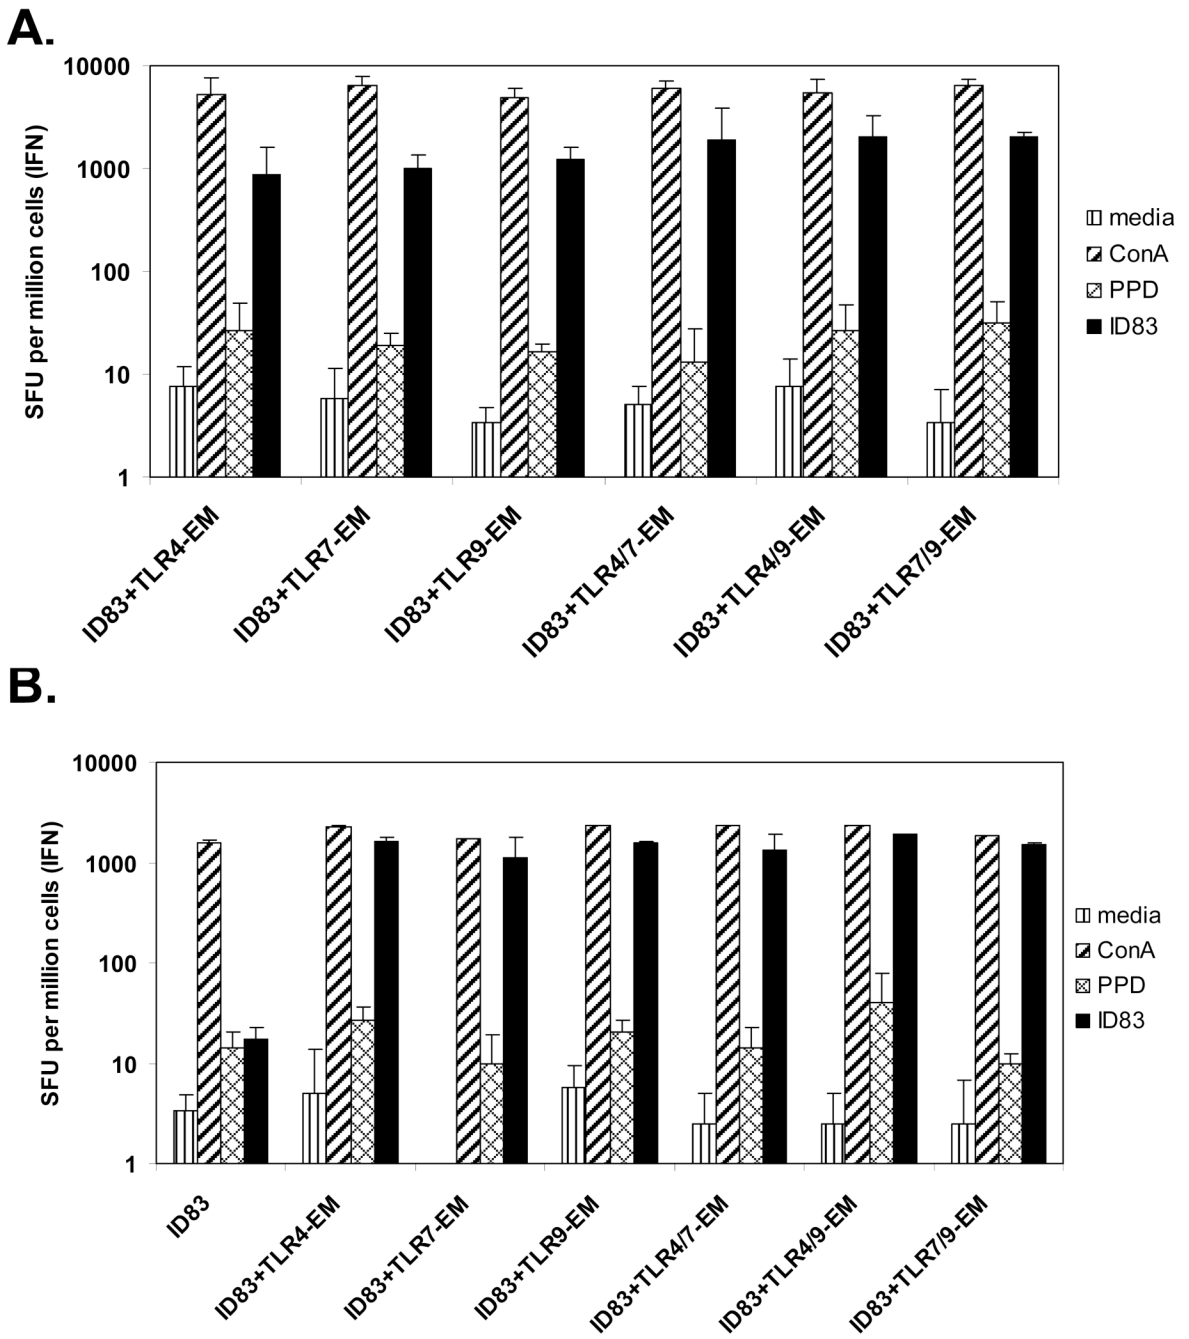 A.
SFU per million cells (IFN)
10000
1000
100
10
1
ID83+TLR4-EM
ID83+TLR7-EM
ID83+TLR9-EM
ID83+TLR4/7-EM
ID83+TLR4/9-EM
ID83+TLR7/9-EM
media
ConA
PPD
ID83
B.
SFU per million cells (IFN)
10000
1000
100
10
1
ID83
ID83+TLR4-EM
ID83+TLR7-EM
ID83+TLR9-EM
ID83+TLR4/7-EM
ID83+TLR4/9-EM
ID83+TLR7/9-EM
media
ConA
PPD
ID83